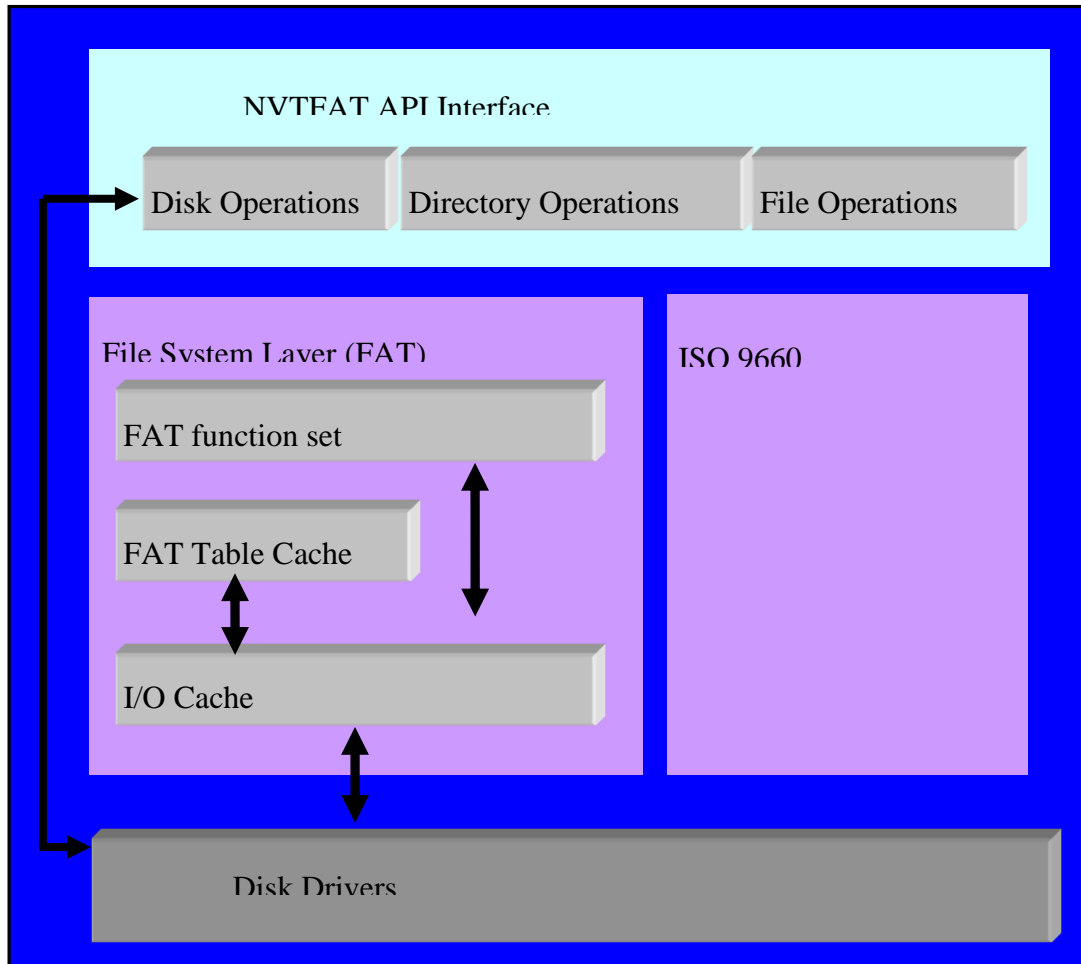 NVTFAT API Interface
Disk Operations
Directory Operations
File Operations
File System Layer (FAT)
ISO 9660
FAT function set
FAT Table Cache
I/O Cache
Disk Drivers